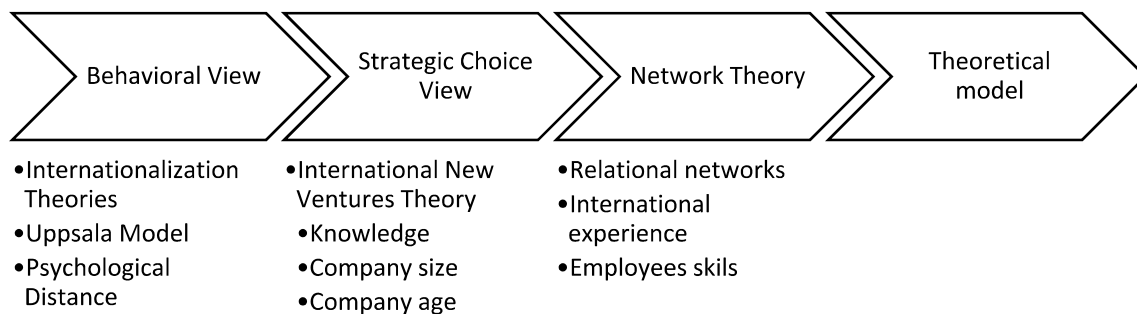 Behavioral View
Strategic Choice
View
Network Theory
Theoretical
model
•Internationalization
Theories
•Uppsala Model
•Psychological
Distance
•International New
Ventures Theory
•Knowledge
•Company size
•Company age
•Relational networks
•International
experience
•Employees skils